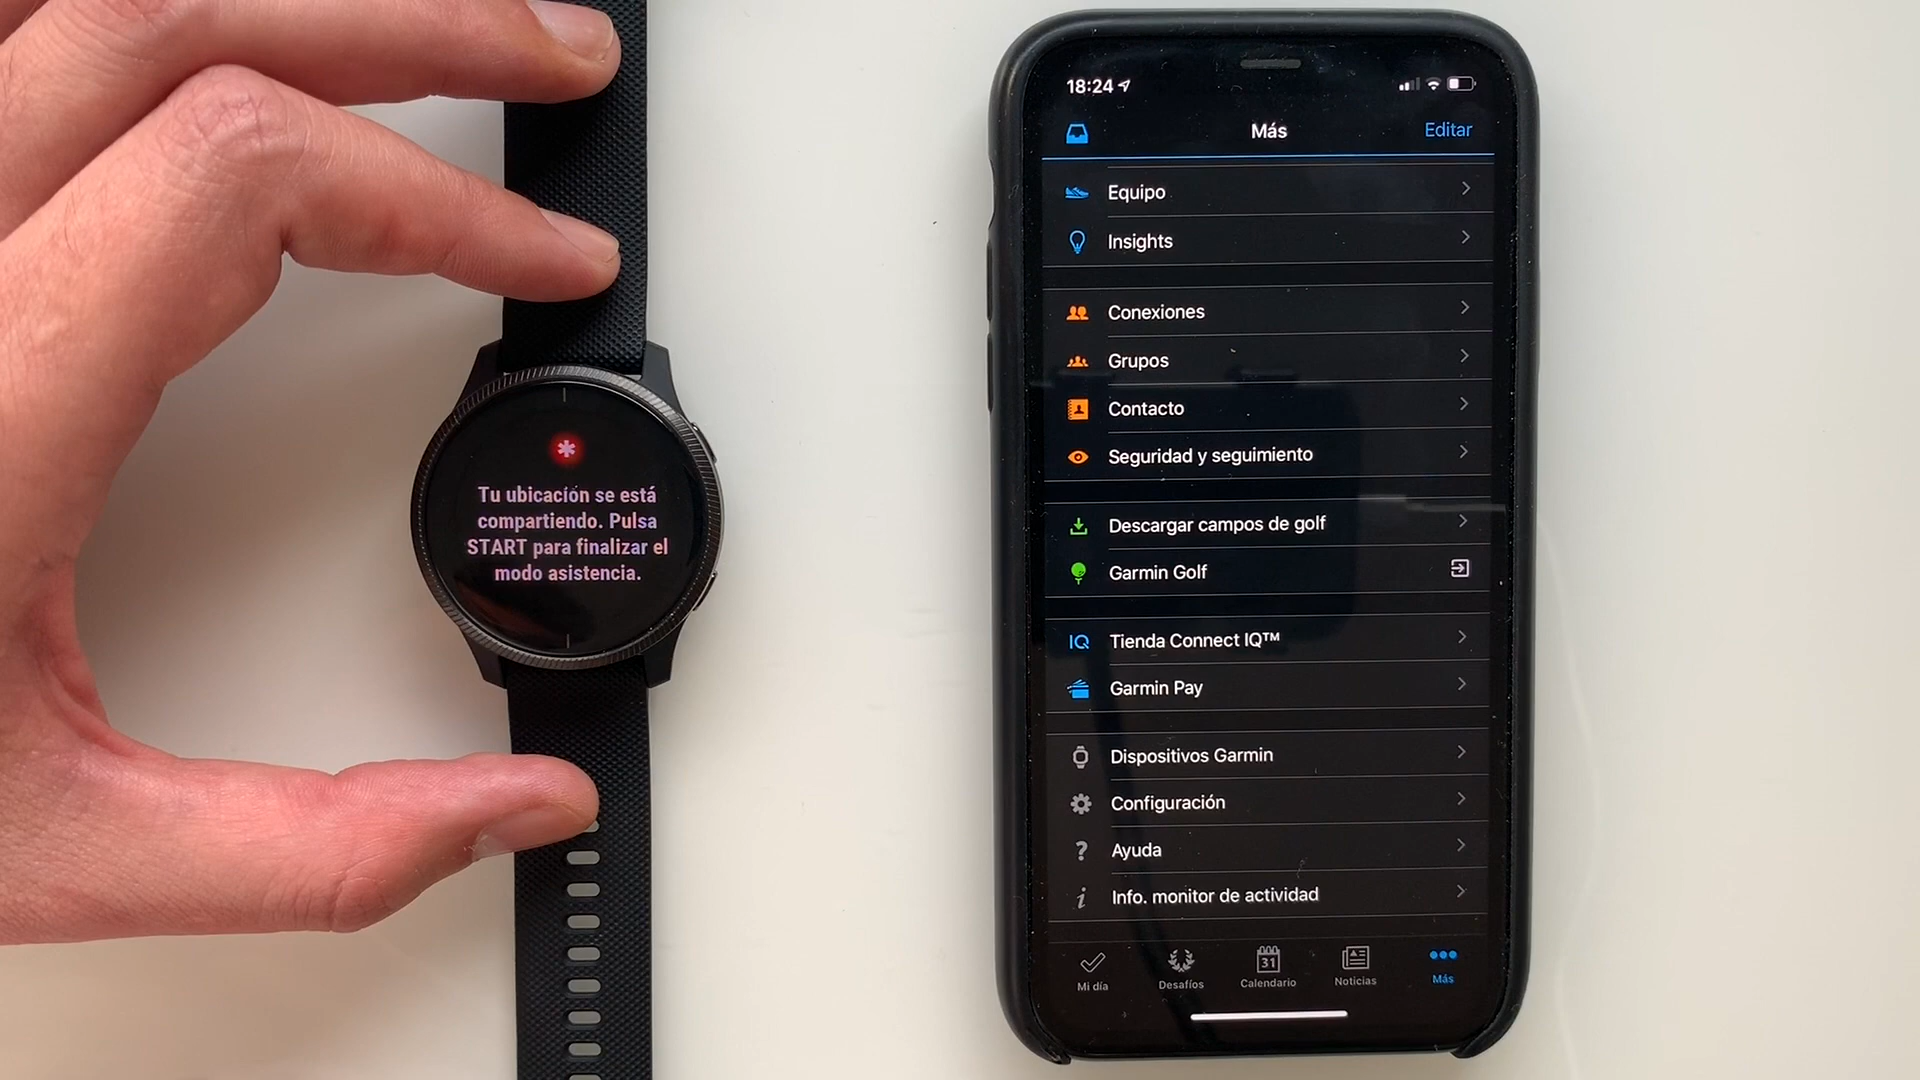 Tu ubicación se está
compartiendo. Pulsa
START para finalizar el
modo asistencia.
18:24
Más
Editar
Equipo
Insights
Conexiones
Grupos
Contacto
Seguridad y seguimiento
Descargar campos de golf
Garmin Golf
IQ Tienda Connect IQ™
Garmin Pay
Dispositivos Garmin
Configuración
? Ayuda
i Info. monitor de actividad
31
Mi día
Desafíos
Calendario
Noticias
Más